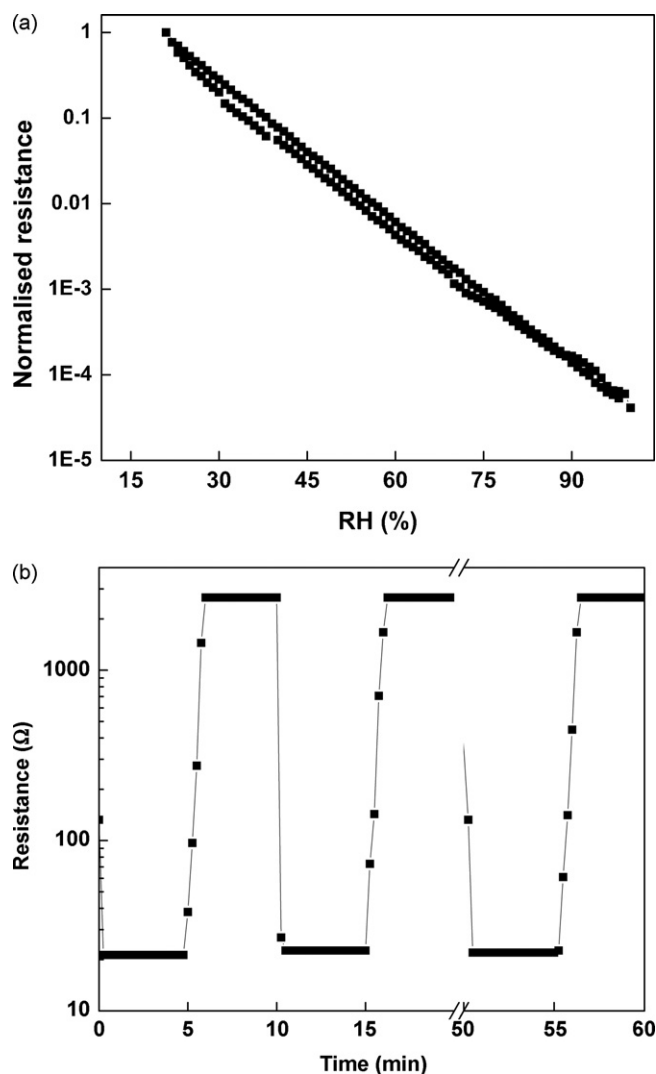 (a)
1
0.1
0.01
1E-3
1E-4
1E-5
Normalised resistance
15 30 45 60 75 90
RH (%)
(b)
1000
100
10
Resistance (Ω)
0 5 10 15 50 55 60
Time (min)